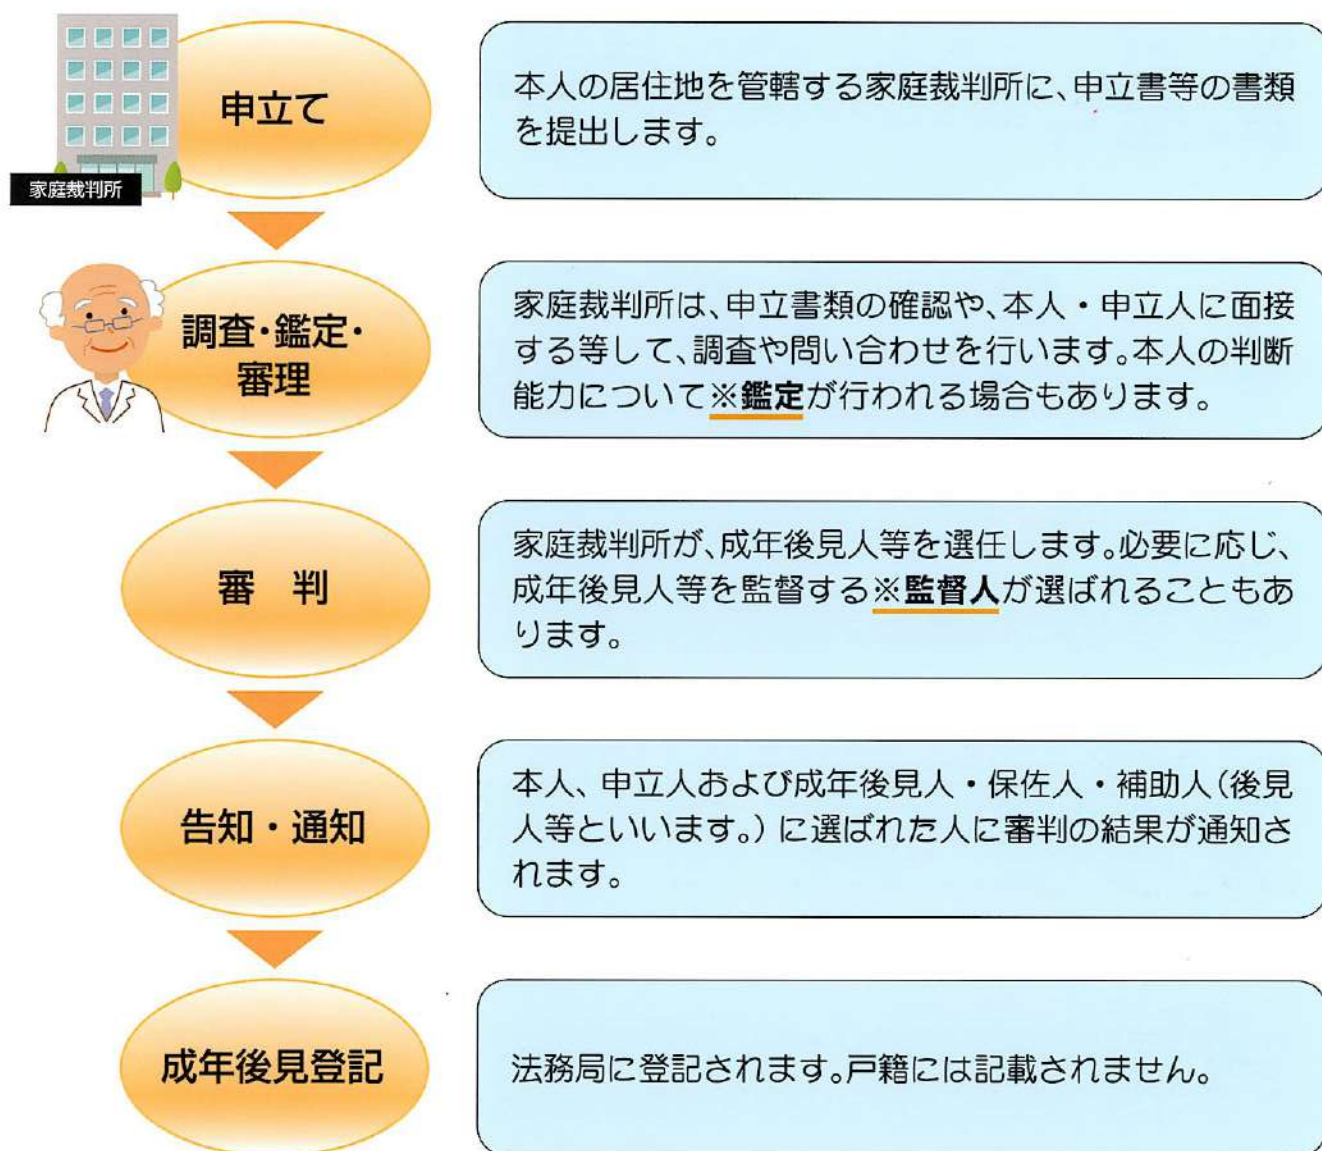 申立て
家庭裁判所
本人の居住地を管轄する家庭裁判所に、申立書等の書類
を提出します。
調査・鑑定・
審理
家庭裁判所は、申立書類の確認や、本人・申立人に面接
する等して、調査や問い合わせを行います。本人の判断
能力について※鑑定が行われる場合もあります。
審　判
家庭裁判所が、成年後見人等を選任します。必要に応じ、
成年後見人等を監督する※監督人が選ばれることもあ
ります。
告知・通知
本人、申立人および成年後見人・保佐人・補助人（後見
人等といいます。）に選ばれた人に審判の結果が通知さ
れます。
成年後見登記
法務局に登記されます。戸籍には記載されません。